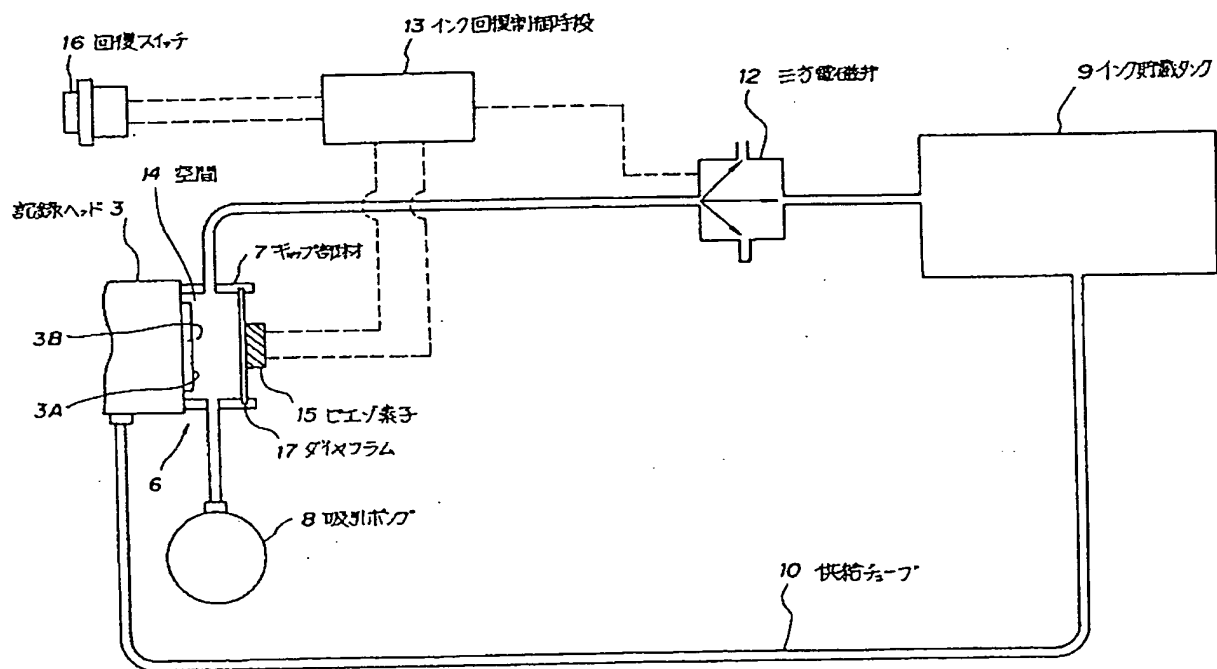 16 回復スイッチ
13 インク回復制御手段
12 三方電磁弁
9 インク貯蔵タンク
14 空間
記録ヘッド 3
7 キャップ部材
3B
3A
15 ピエゾ素子
17 ダイヤフラム
6
8 吸引ポンプ
10 供給チューブ